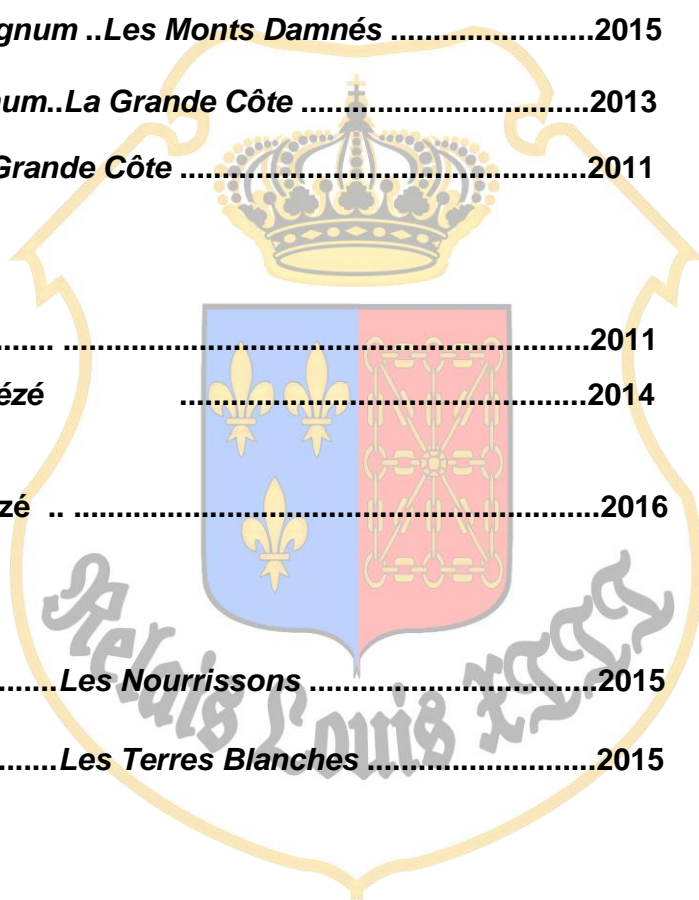 gnum ..Les Monts Damnés ........................2015
num..La Grande Côte ..................................2013
Grande Côte ................................................2011
....... ..............................................................2011
ézé ................................................2014
zé .. ..............................................................2016
.......Les Nourrissons ..................................2015
.......Les Terres Blanches ...........................2015
Relais Louis XIII